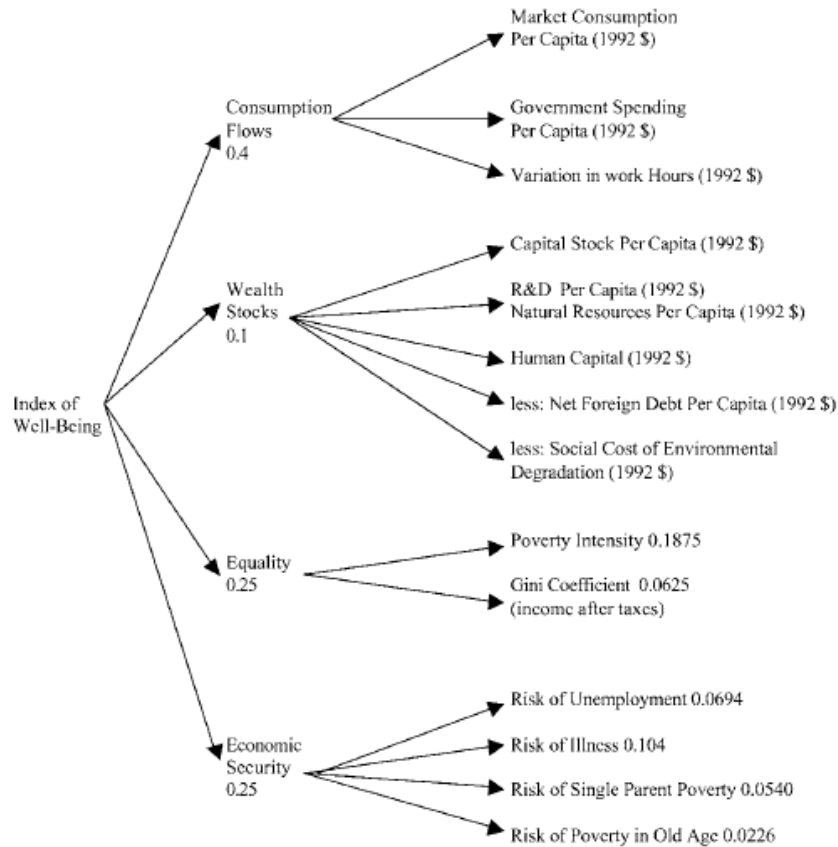 Market Consumption
Per Capita (1992 $)
Consumption
Flows
0.4
Government Spending
Per Capita (1992 $)
Variation in work Hours (1992 $)
Capital Stock Per Capita (1992 $)
Wealth
Stocks
0.1
R&D Per Capita (1992 $)
Natural Resources Per Capita (1992 $)
Human Capital (1992 $)
Index of
Well-Being
less: Net Foreign Debt Per Capita (1992 $)
less: Social Cost of Environmental
Degradation (1992 $)
Equality
0.25
Poverty Intensity 0.1875
Gini Coefficient 0.0625
(income after taxes)
Economic
Security
0.25
Risk of Unemployment 0.0694
Risk of Illness 0.104
Risk of Single Parent Poverty 0.0540
Risk of Poverty in Old Age 0.0226